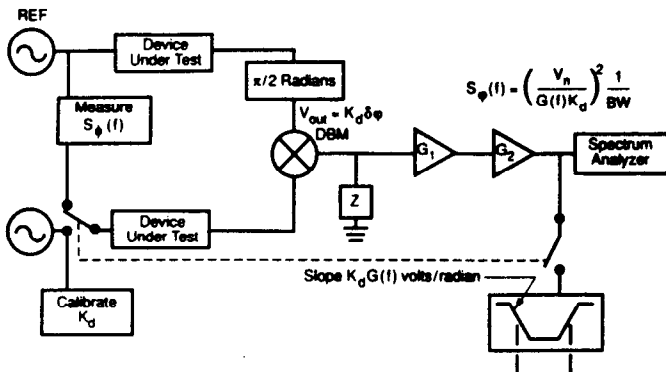 REF
Device
Under Test
π/2 Radians
Measure
S_ϕ (f)
V_out = K_d δφ
DBM
S_φ(f) = (V_n / G(f)K_d)^2 1/BW
G_1
G_2
Spectrum
Analyzer
Z
Device
Under Test
Calibrate
K_d
Slope K_d G(f) volts/radian